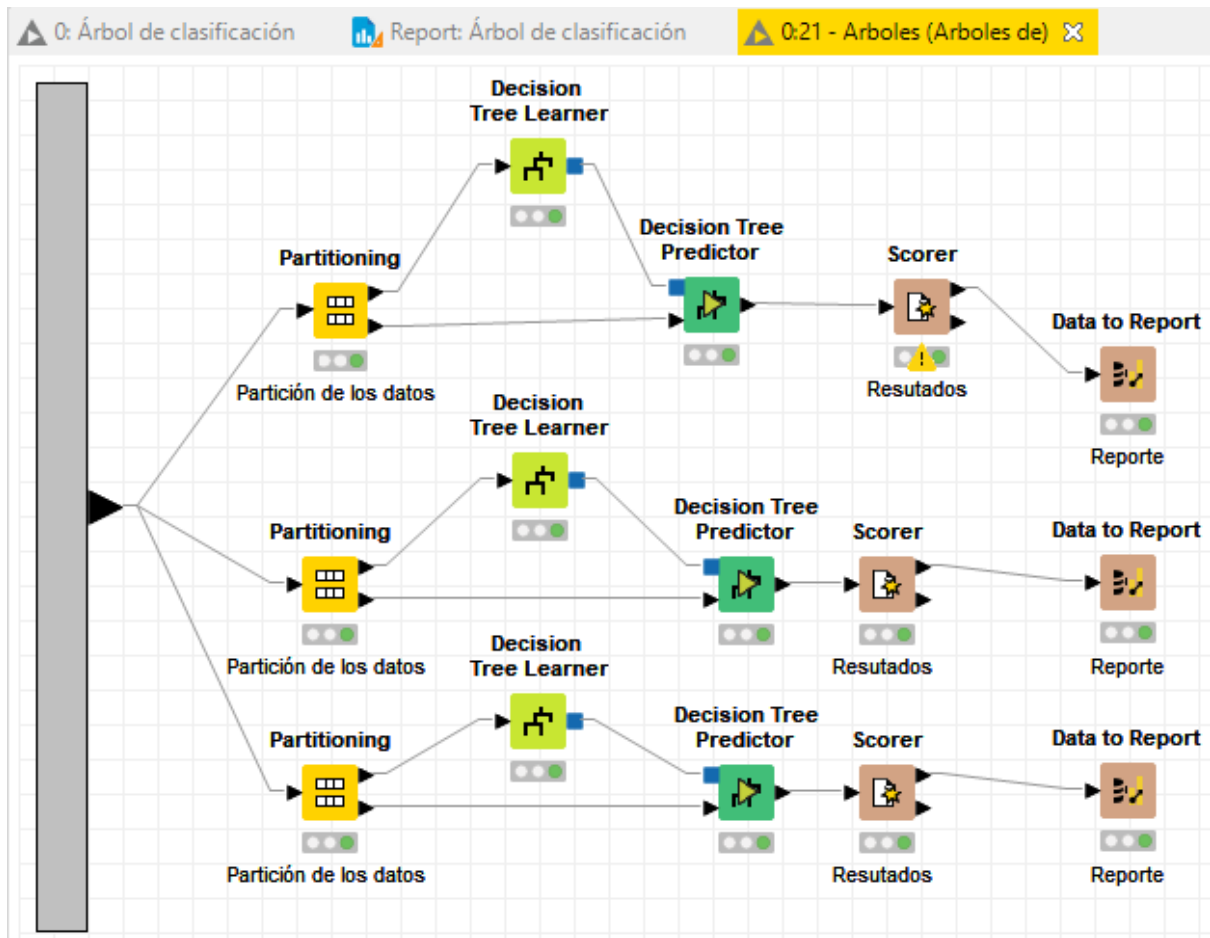 0: Árbol de clasificación
Report: Árbol de clasificación
0:21 - Arboles (Arboles de)
Decision
Tree Learner
Decision Tree
Predictor
Partitioning
Scorer
Data to Report
Partición de los datos
Resutados
Reporte
Decision
Tree Learner
Decision Tree
Predictor
Partitioning
Scorer
Data to Report
Partición de los datos
Resutados
Reporte
Decision
Tree Learner
Decision Tree
Predictor
Partitioning
Scorer
Data to Report
Partición de los datos
Resutados
Reporte